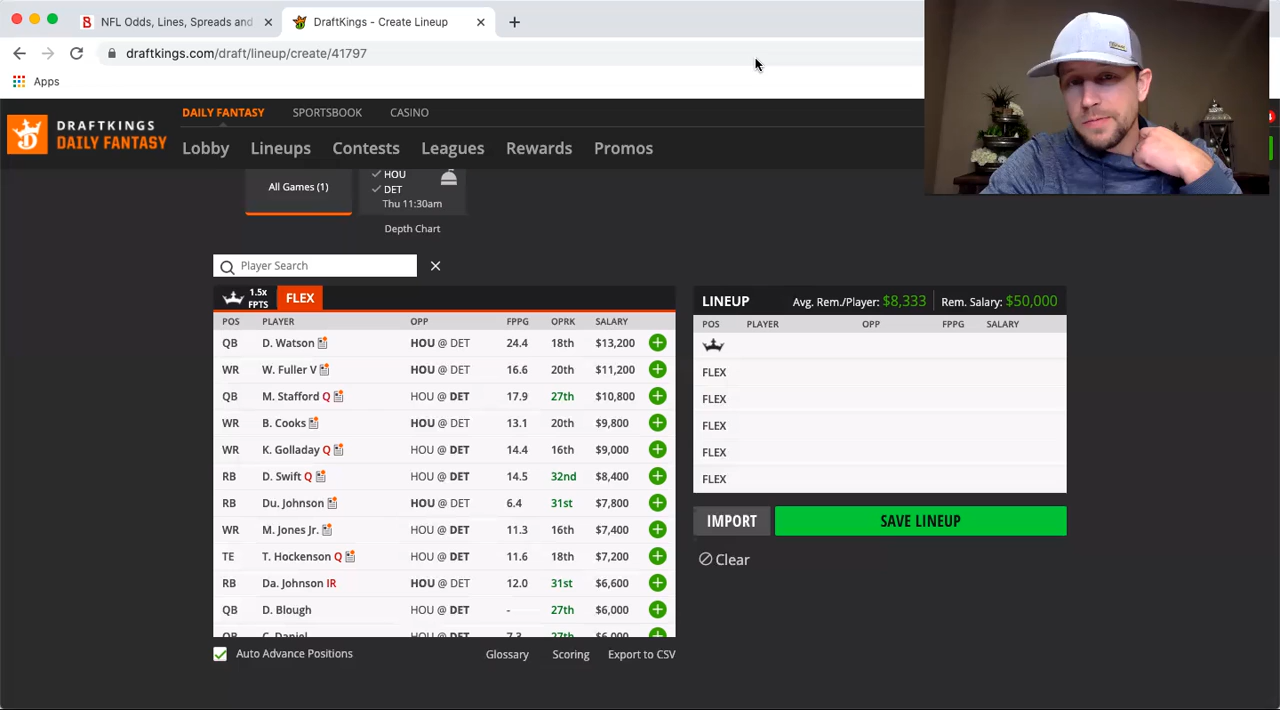 NFL Odds, Lines, Spreads and
DraftKings - Create Lineup
draftkings.com/draft/lineup/create/41797
Apps
DAILY FANTASY SPORTSBOOK CASINO
DRAFTKINGS
DAILY FANTASY
Lobby Lineups Contests Leagues Rewards Promos
All Games (1)
HOU
DET
Thu 11:30am
Depth Chart
Player Search
1.5x
FPTS
FLEX
POS PLAYER OPP FPPG OPRK SALARY
QB D. Watson HOU @ DET 24.4 18th $13,200
WR W. Fuller V HOU @ DET 16.6 20th $11,200
QB M. Stafford Q HOU @ DET 17.9 27th $10,800
WR B. Cooks HOU @ DET 13.1 20th $9,800
WR K. Golladay Q HOU @ DET 14.4 16th $9,000
RB D. Swift Q HOU @ DET 14.5 32nd $8,400
RB Du. Johnson HOU @ DET 6.4 31st $7,800
WR M. Jones Jr. HOU @ DET 11.3 16th $7,400
TE T. Hockenson Q HOU @ DET 11.6 18th $7,200
RB Da. Johnson IR HOU @ DET 12.0 31st $6,600
QB D. Blough HOU @ DET - 27th $6,000
QB C. Daniel HOU @ DET 7.3 27th $6,000
Auto Advance Positions
Glossary Scoring Export to CSV
LINEUP Avg. Rem./Player: $8,333 Rem. Salary: $50,000
POS PLAYER OPP FPPG SALARY
FLEX
FLEX
FLEX
FLEX
FLEX
IMPORT
SAVE LINEUP
Clear